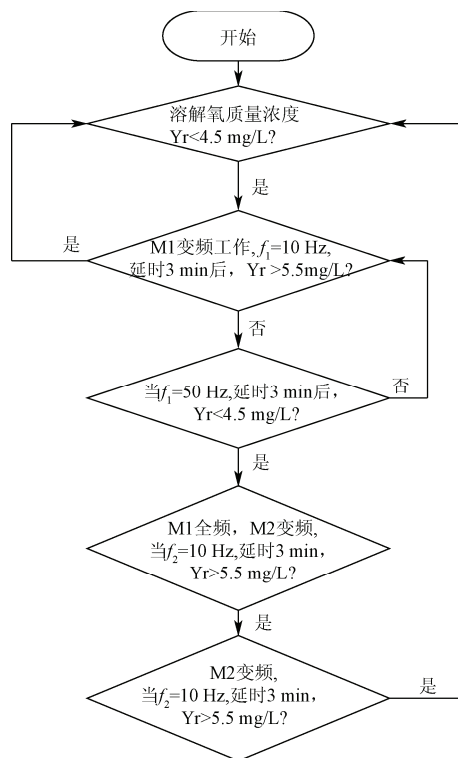 开始
溶解氧质量浓度
Yr<4.5 mg/L?
是
是
M1变频工作,f₁=10 Hz,
延时3 min后，Yr >5.5mg/L?
否
当f₁=50 Hz,延时3 min后，
Yr<4.5 mg/L?
否
是
M1全频，M2变频,
当f₂=10 Hz,延时3 min，
Yr>5.5 mg/L?
是
M2变频,
当f₂=10 Hz,延时3 min，
Yr>5.5 mg/L?
是